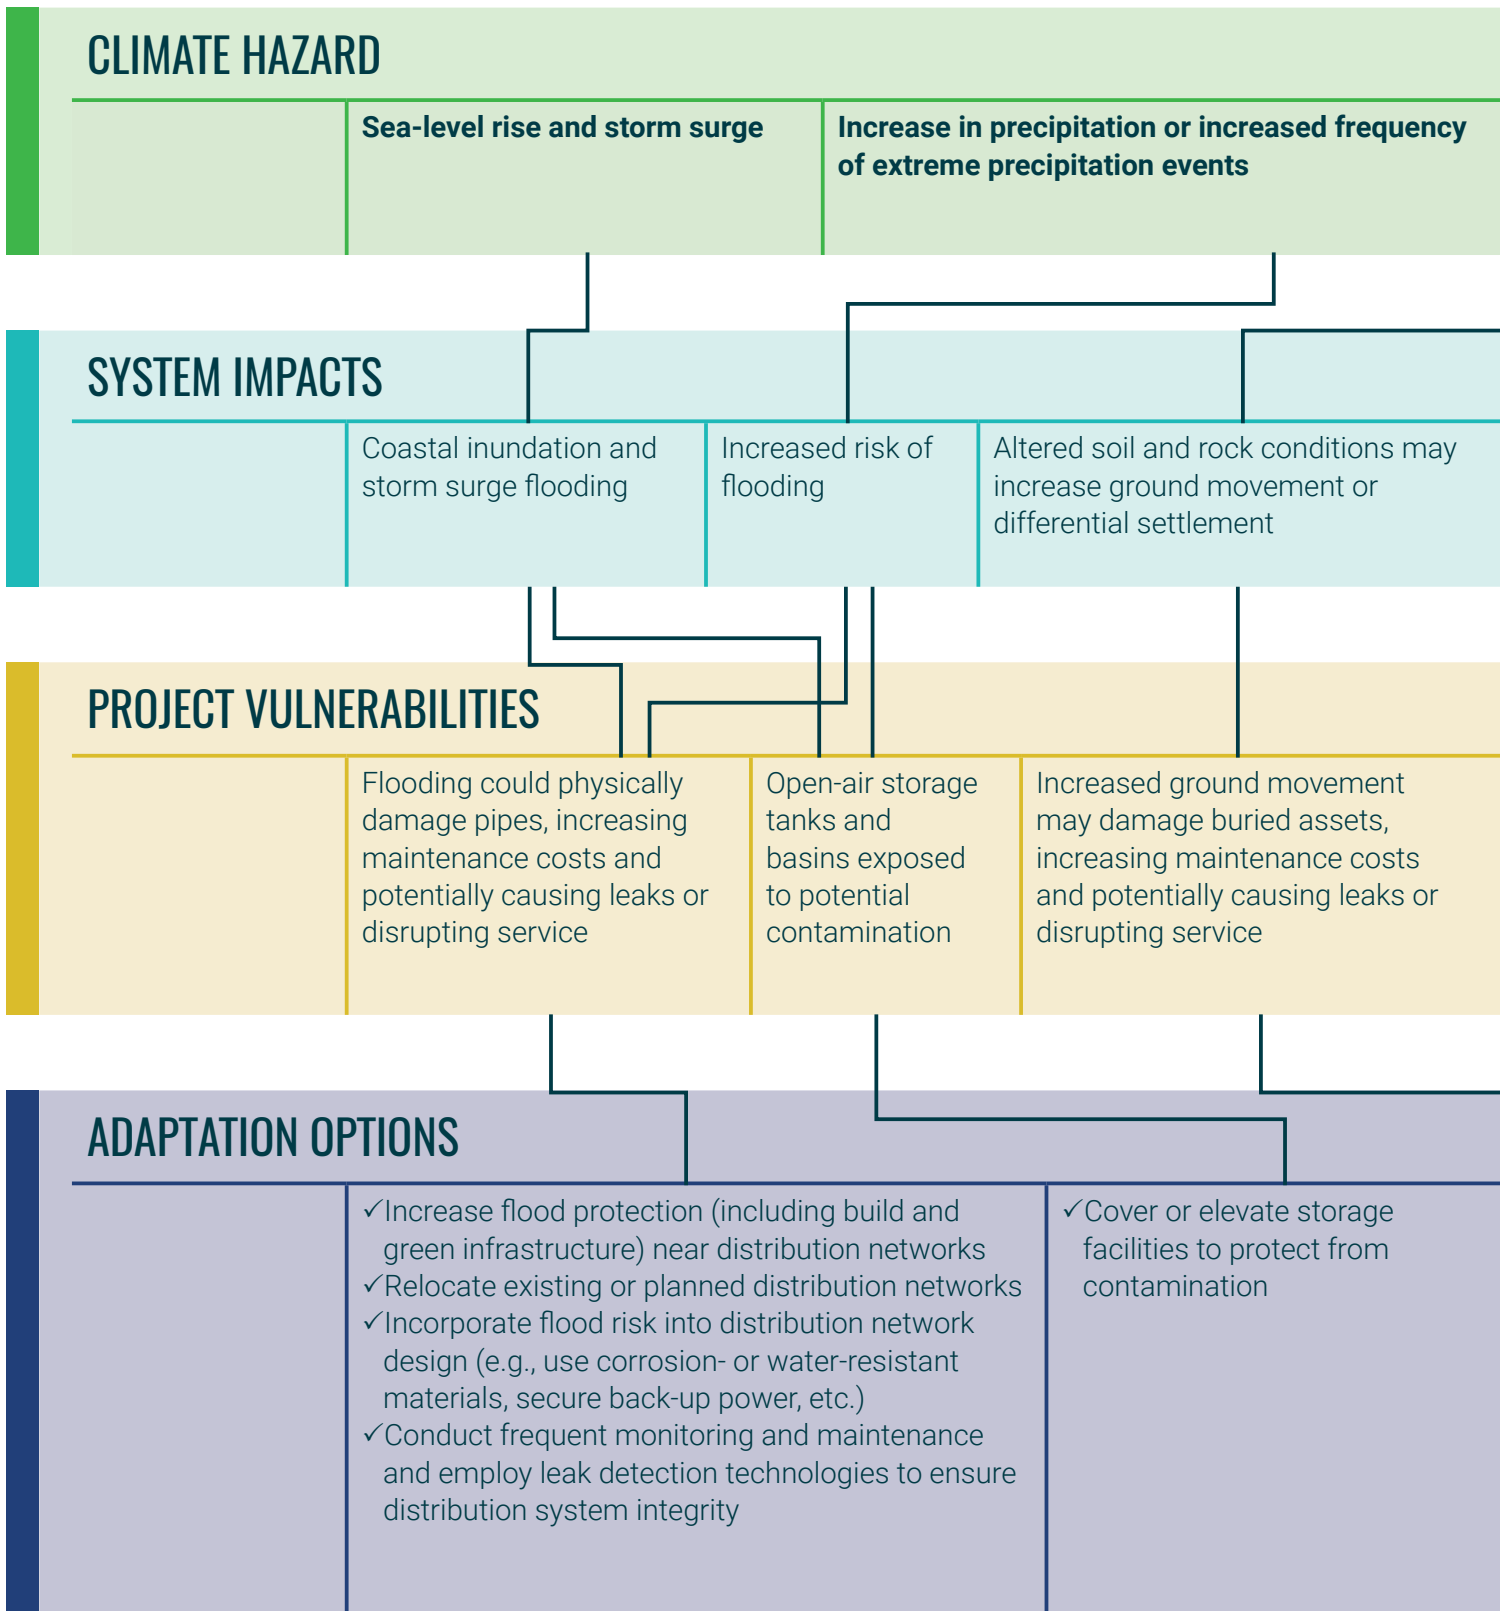 CLIMATE HAZARD
Sea-level rise and storm surge
Increase in precipitation or increased frequency
of extreme precipitation events
SYSTEM IMPACTS
Coastal inundation and
storm surge flooding
Increased risk of
flooding
Altered soil and rock conditions may
increase ground movement or
differential settlement
PROJECT VULNERABILITIES
Flooding could physically
damage pipes, increasing
maintenance costs and
potentially causing leaks or
disrupting service
Open-air storage
tanks and
basins exposed
to potential
contamination
Increased ground movement
may damage buried assets,
increasing maintenance costs
and potentially causing leaks or
disrupting service
ADAPTATION OPTIONS
✓Increase flood protection (including build and
green infrastructure) near distribution networks
✓Relocate existing or planned distribution networks
✓Incorporate flood risk into distribution network
design (e.g., use corrosion- or water-resistant
materials, secure back-up power, etc.)
✓Conduct frequent monitoring and maintenance
and employ leak detection technologies to ensure
distribution system integrity
✓Cover or elevate storage
facilities to protect from
contamination